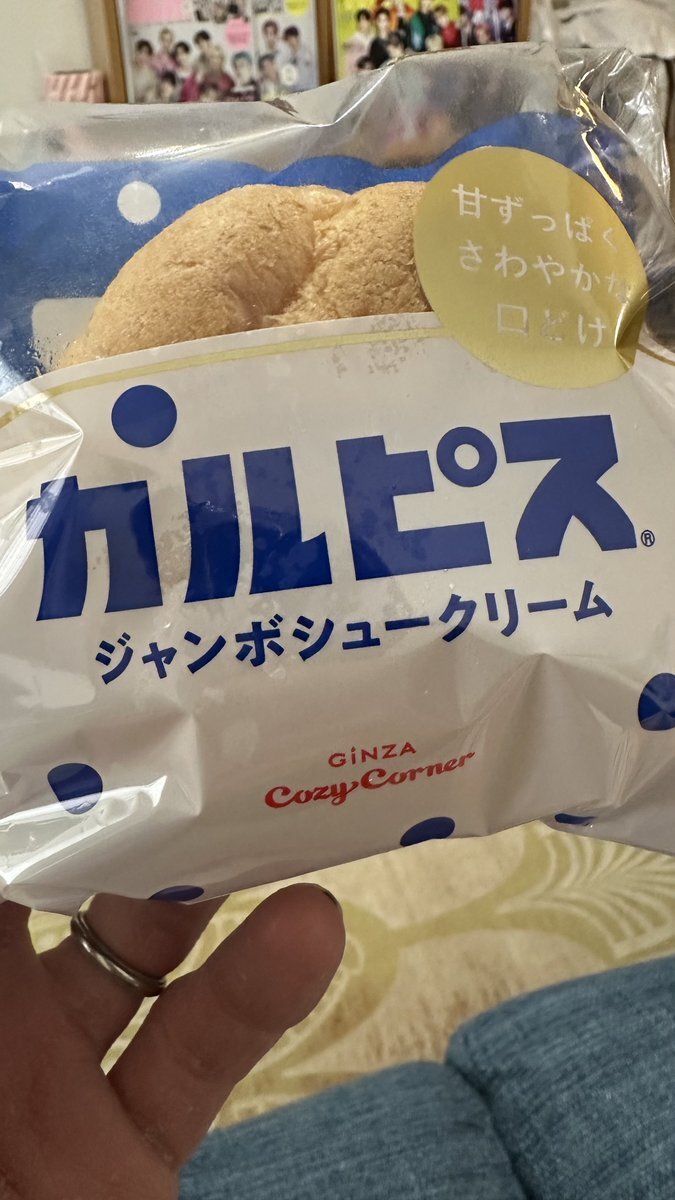 甘ずっぱく
さわやかな
口どけ
カルピス®
ジャンボシュークリーム
GiNZA
Cozy Corner